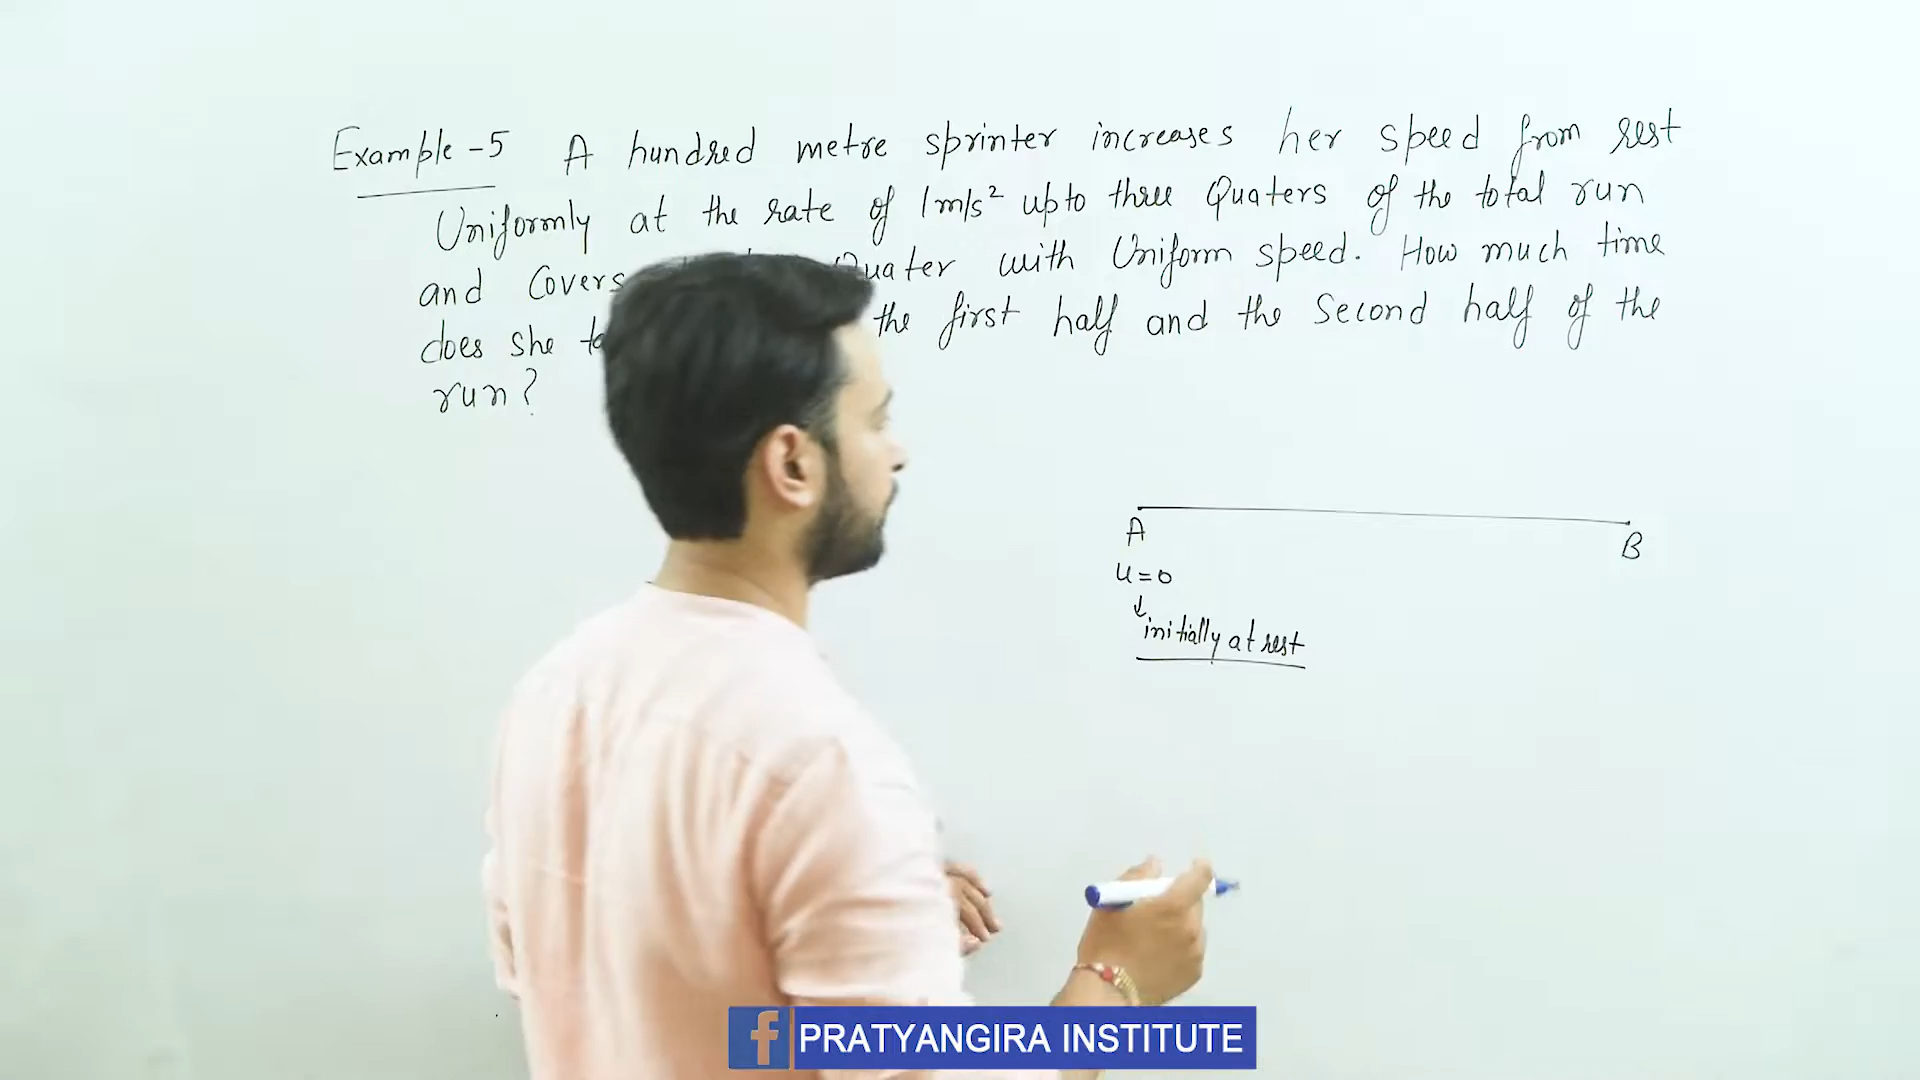 Example-5 A hundred metre sprinter increases her speed from rest
Uniformly at the rate of 1m/s² upto three Quaters of the total run
and Covers Quater with Uniform speed. How much time
does she the first half and the Second half of the
run?
A
B
u=0
↓
initially at rest
f PRATYANGIRA INSTITUTE